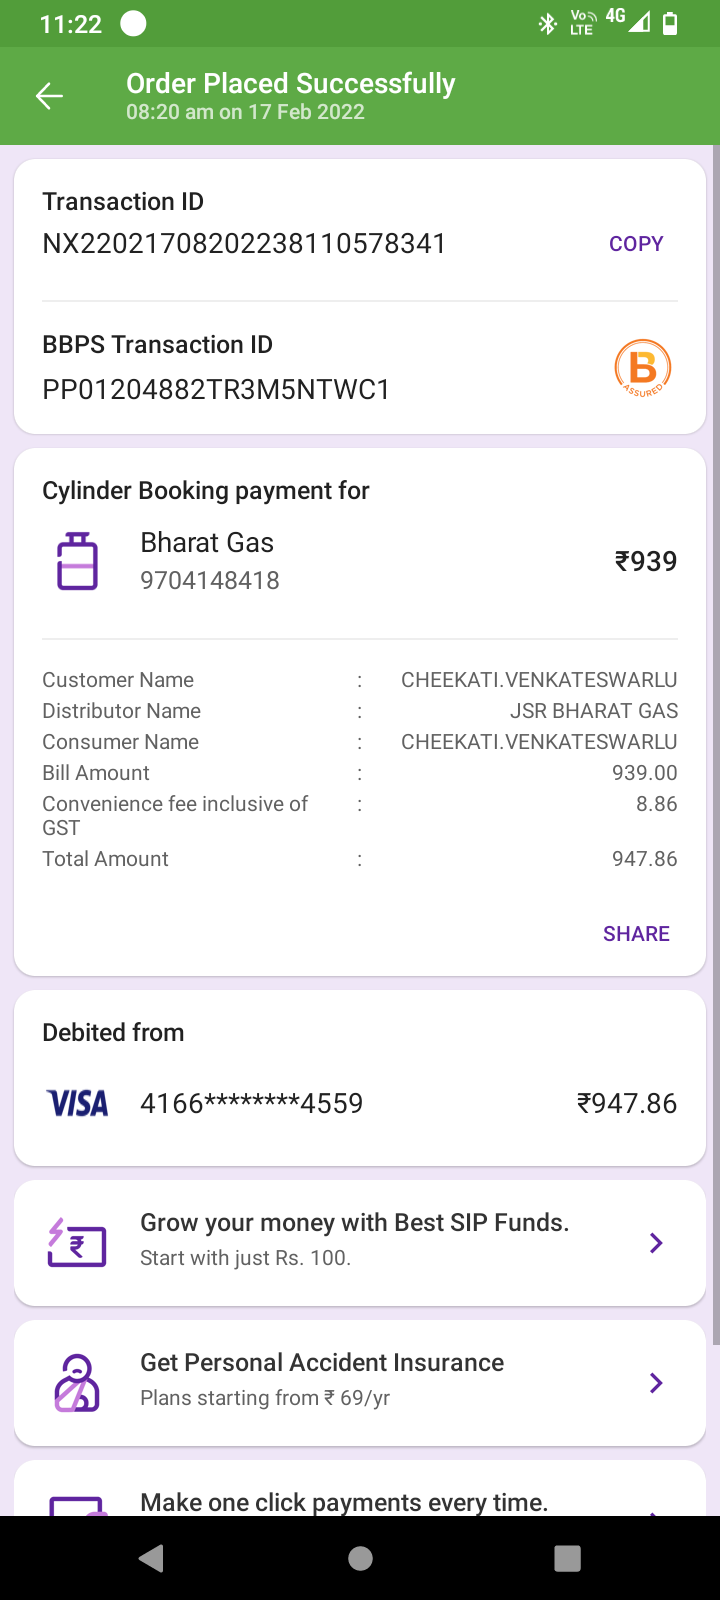 11:22
Vo LTE 4G
Order Placed Successfully
08:20 am on 17 Feb 2022
Transaction ID
NX22021708202238110578341
COPY
BBPS Transaction ID
PP01204882TR3M5NTWC1
B ASSURED
Cylinder Booking payment for
Bharat Gas
9704148418
₹939
Customer Name : CHEEKATI.VENKATESWARLU
Distributor Name : JSR BHARAT GAS
Consumer Name : CHEEKATI.VENKATESWARLU
Bill Amount : 939.00
Convenience fee inclusive of : 8.86
GST
Total Amount : 947.86
SHARE
Debited from
VISA 4166********4559 ₹947.86
Grow your money with Best SIP Funds.
Start with just Rs. 100.
Get Personal Accident Insurance
Plans starting from ₹ 69/yr
Make one click payments every time.